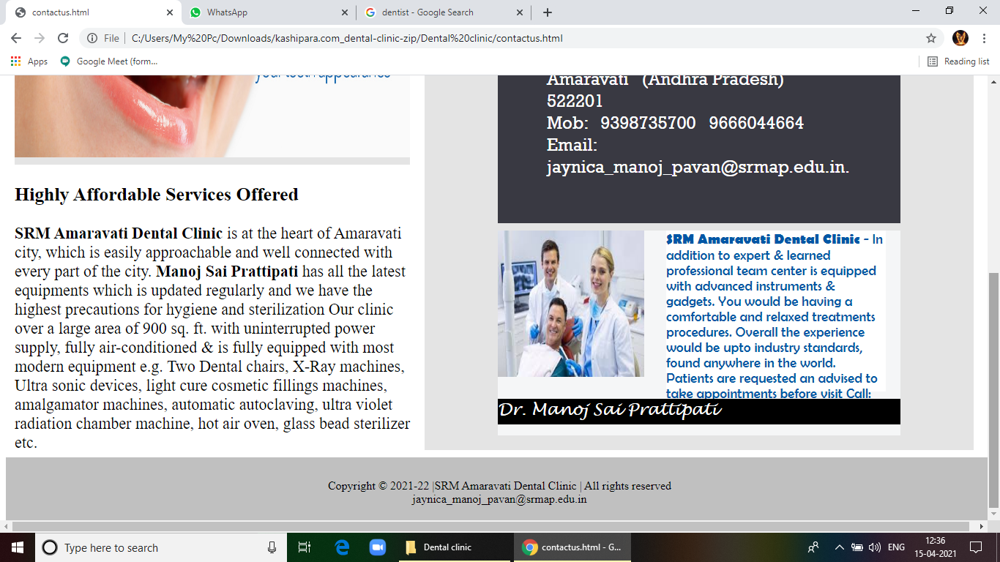 contactus.html
WhatsApp
dentist - Google Search
File
C:/Users/My%20Pc/Downloads/kashipara.com_dental-clinic-zip/Dental%20clinic/contactus.html
Apps
Google Meet (form...
Reading list
your tooth appearance
Highly Affordable Services Offered
SRM Amaravati Dental Clinic is at the heart of Amaravati
city, which is easily approachable and well connected with
every part of the city. Manoj Sai Prattipati has all the latest
equipments which is updated regularly and we have the
highest precautions for hygiene and sterilization Our clinic
over a large area of 900 sq. ft. with uninterrupted power
supply, fully air-conditioned & is fully equipped with most
modern equipment e.g. Two Dental chairs, X-Ray machines,
Ultra sonic devices, light cure cosmetic fillings machines,
amalgamator machines, automatic autoclaving, ultra violet
radiation chamber machine, hot air oven, glass bead sterilizer
etc.
Amaravati (Andhra Pradesh)
522201
Mob: 9398735700 9666044664
Email:
jaynica_manoj_pavan@srmap.edu.in.
SRM Amaravati Dental Clinic - In
addition to expert & learned
professional team center is equipped
with advanced instruments &
gadgets. You would be having a
comfortable and relaxed treatments
procedures. Overall the experience
would be upto industry standards,
found anywhere in the world.
Patients are requested an advised to
take appointments before visit Call:
Dr. Manoj Sai Prattipati
Copyright © 2021-22 |SRM Amaravati Dental Clinic | All rights reserved
jaynica_manoj_pavan@srmap.edu.in
Type here to search
Dental clinic
contactus.html - G...
ENG
12:36
15-04-2021